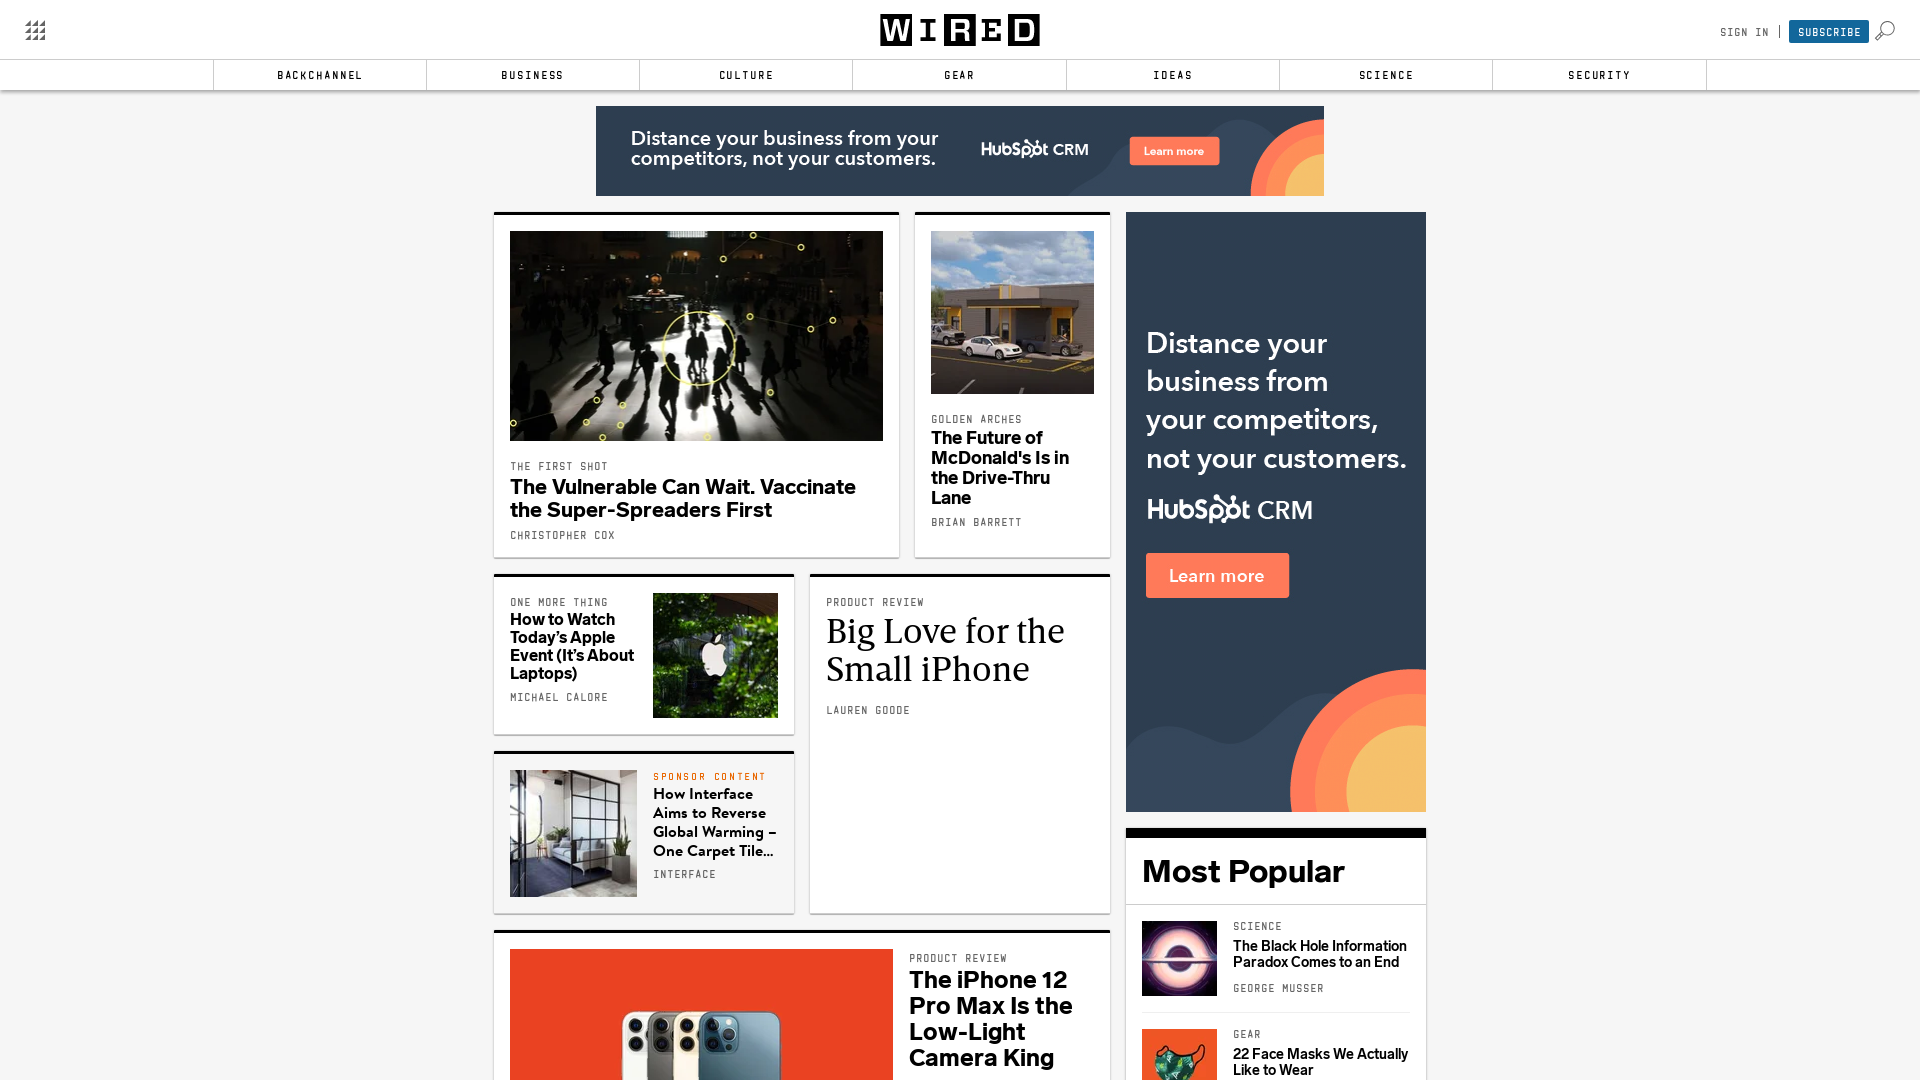 WIRED
SIGN IN
SUBSCRIBE
BACKCHANNEL
BUSINESS
CULTURE
GEAR
IDEAS
SCIENCE
SECURITY
Distance your business from your
competitors, not your customers.
HubSpot CRM
Learn more
THE FIRST SHOT
The Vulnerable Can Wait. Vaccinate
the Super-Spreaders First
CHRISTOPHER COX
GOLDEN ARCHES
The Future of
McDonald's Is in
the Drive-Thru
Lane
BRIAN BARRETT
Distance your
business from
your competitors,
not your customers.
HubSpot CRM
Learn more
ONE MORE THING
How to Watch
Today’s Apple
Event (It’s About
Laptops)
MICHAEL CALORE
PRODUCT REVIEW
Big Love for the
Small iPhone
LAUREN GOODE
SPONSOR CONTENT
How Interface
Aims to Reverse
Global Warming –
One Carpet Tile...
INTERFACE
PRODUCT REVIEW
The iPhone 12
Pro Max Is the
Low-Light
Camera King
Most Popular
SCIENCE
The Black Hole Information
Paradox Comes to an End
GEORGE MUSSER
GEAR
22 Face Masks We Actually
Like to Wear